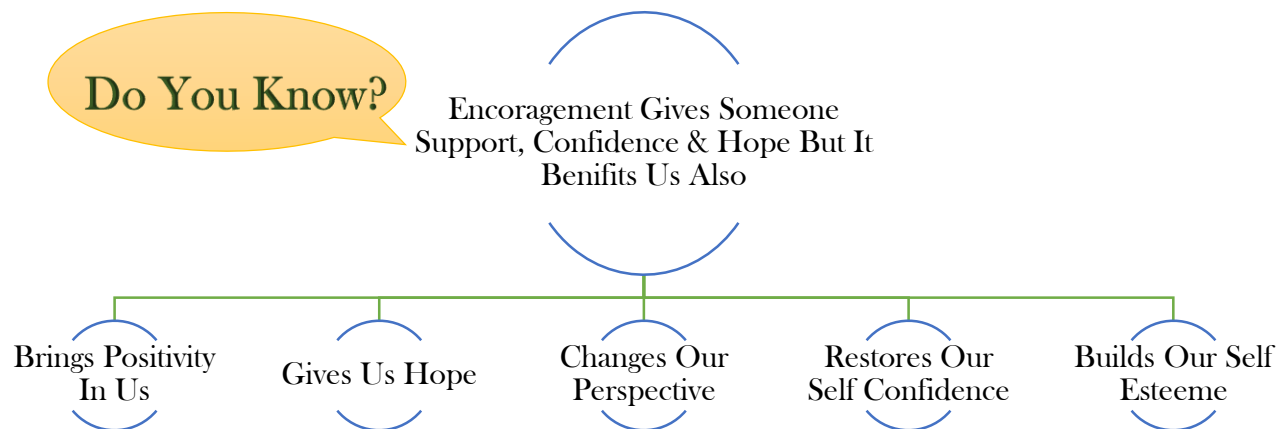 Do You Know?
Encoragement Gives Someone
Support, Confidence & Hope But It
Benifits Us Also
Brings Positivity
In Us
Gives Us Hope
Changes Our
Perspective
Restores Our
Self Confidence
Builds Our Self
Esteeme